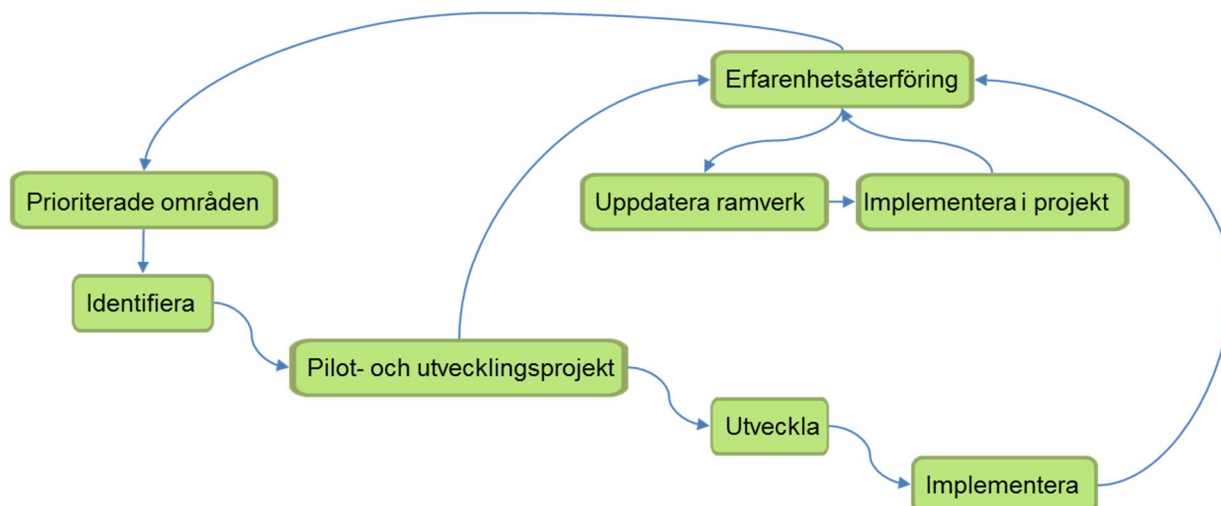 Erfarenhetsåterföring
Prioriterade områden
Uppdatera ramverk
Implementera i projekt
Identifiera
Pilot- och utvecklingsprojekt
Utveckla
Implementera